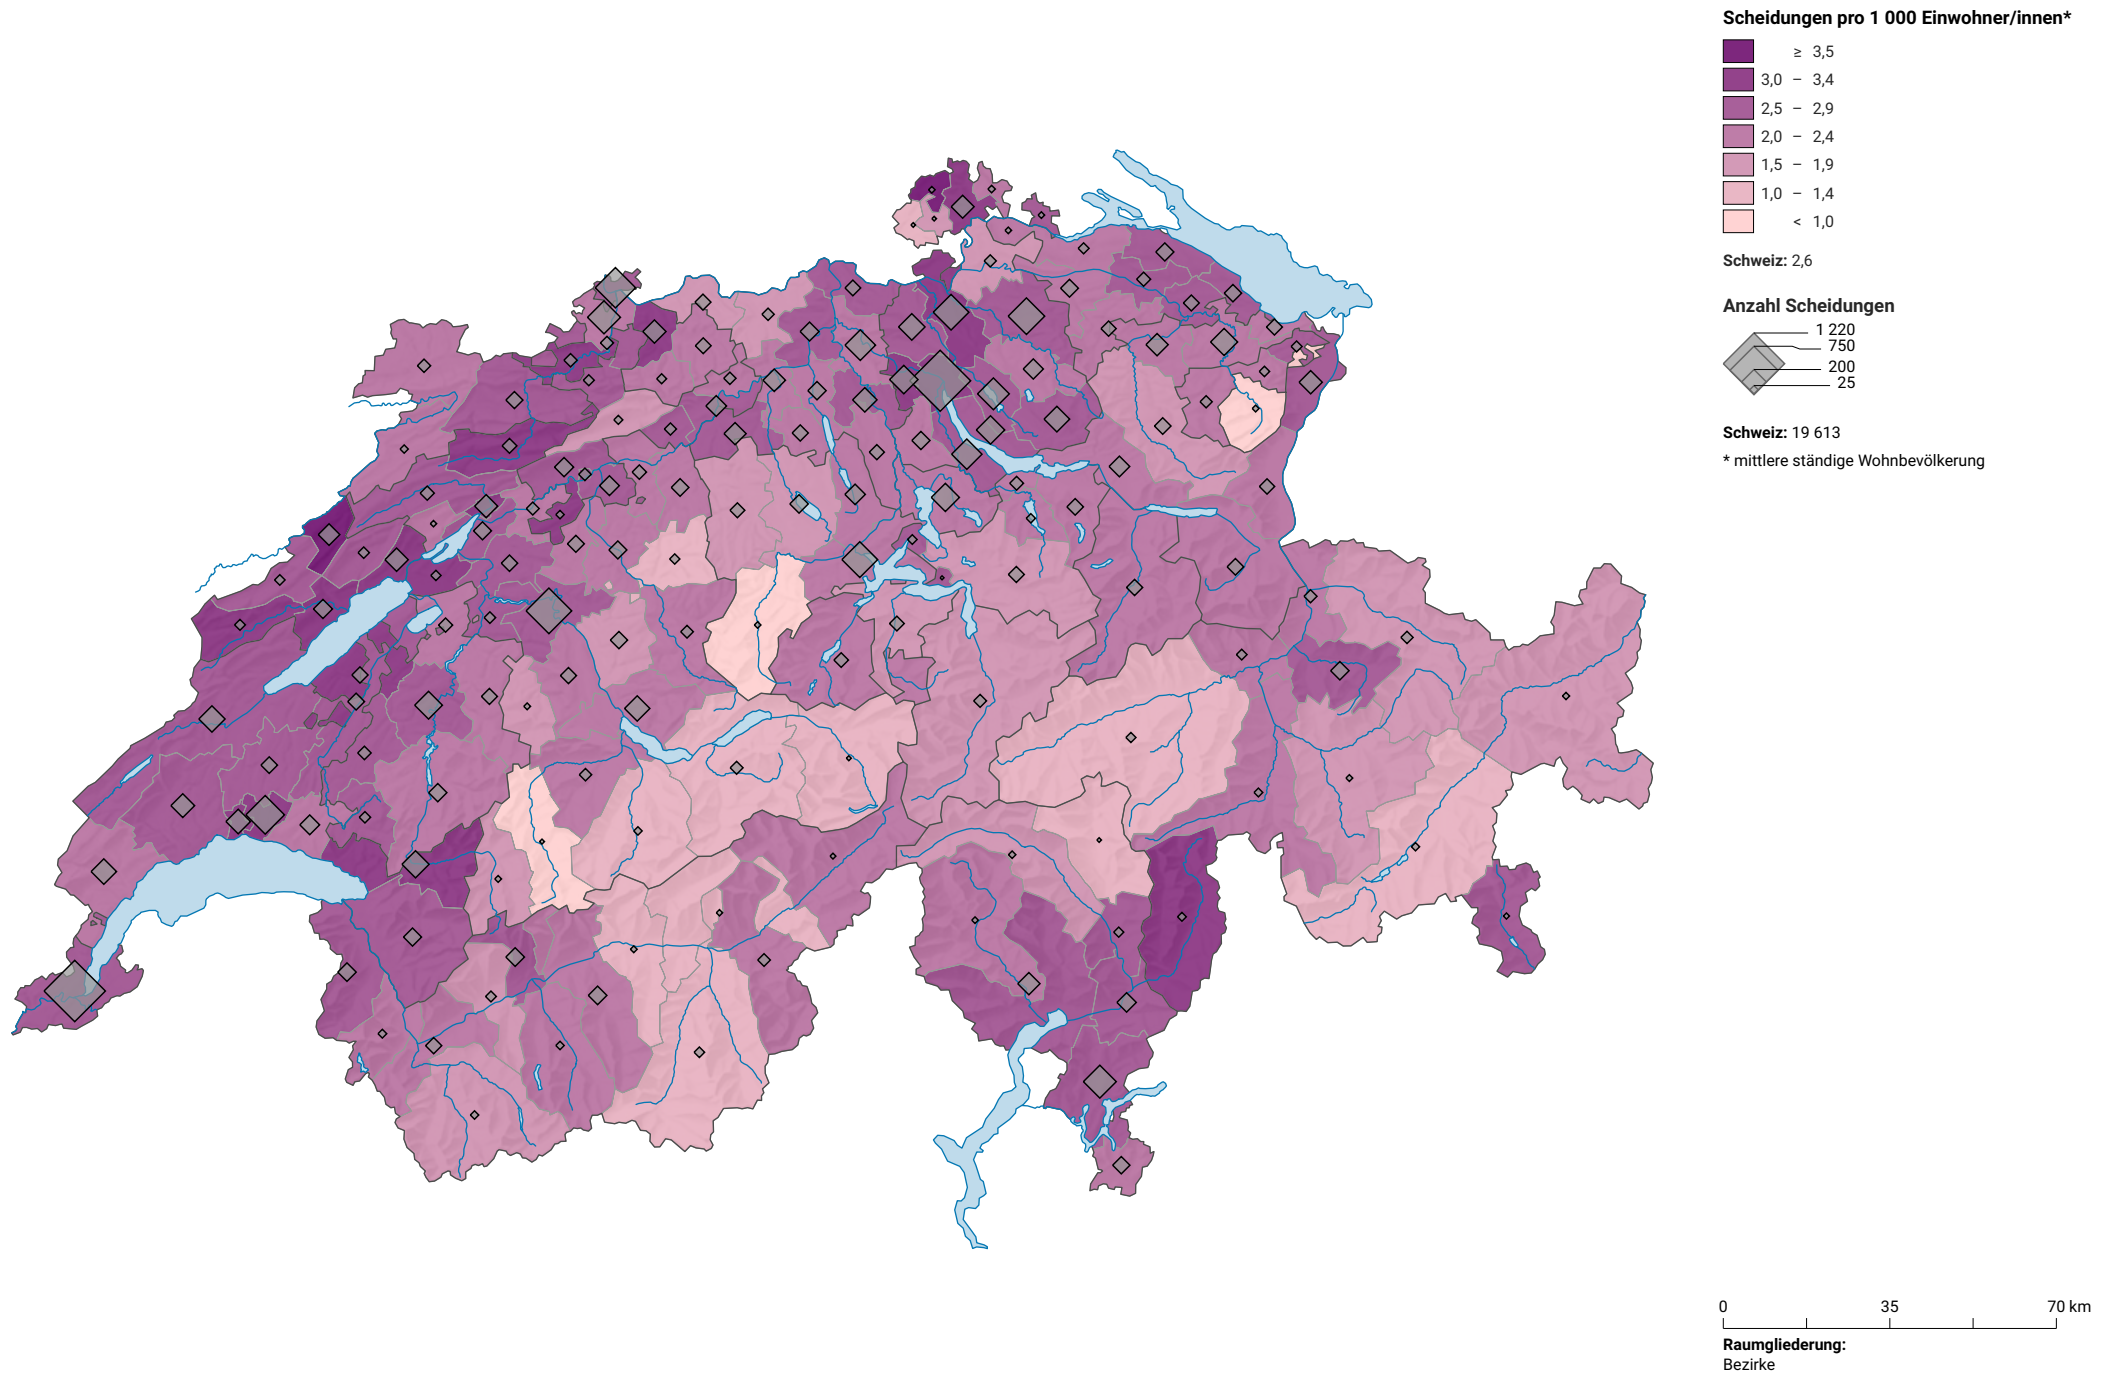 Scheidungen pro 1 000 Einwohner/innen*
≥ 3,5
3,0 – 3,4
2,5 – 2,9
2,0 – 2,4
1,5 – 1,9
1,0 – 1,4
< 1,0
Schweiz: 2,6
Anzahl Scheidungen
1 220
750
200
25
Schweiz: 19 613
* mittlere ständige Wohnbevölkerung
0 35 70 km
Raumgliederung:
Bezirke